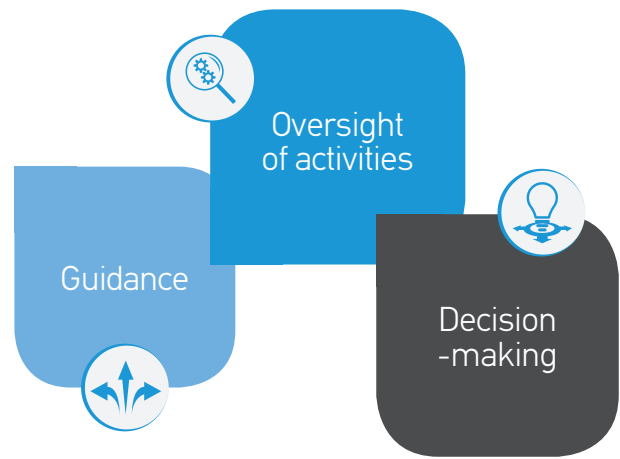 Guidance
Oversight
of activities
Decision
-making